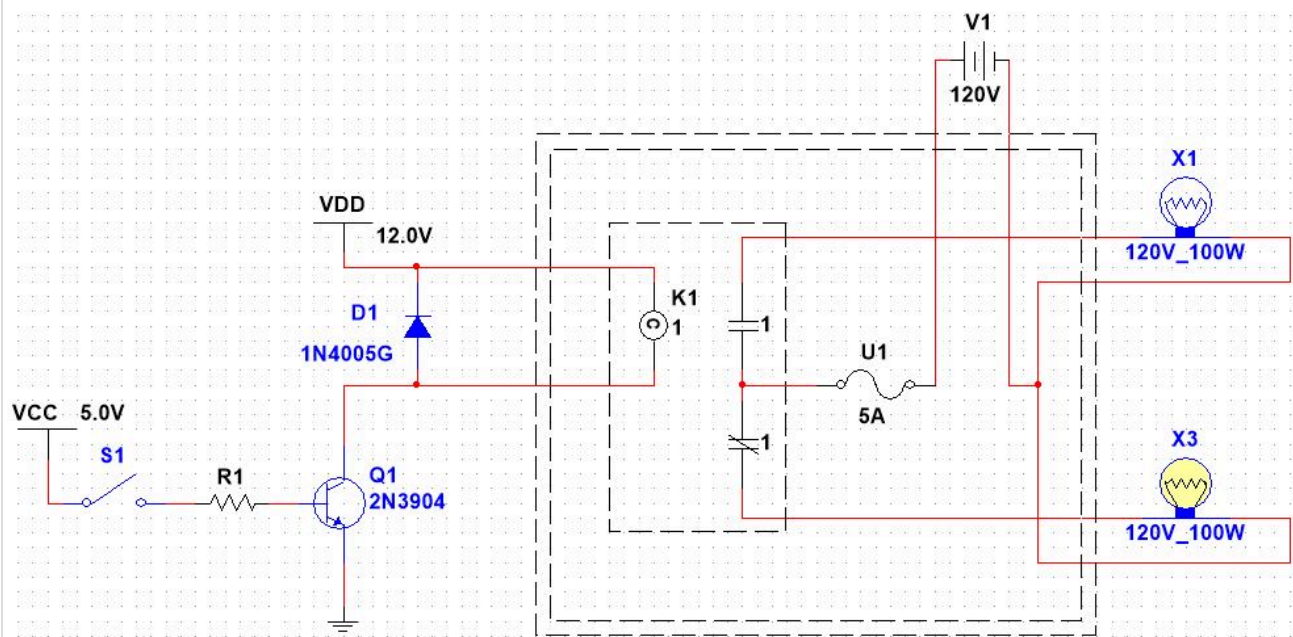 V1
120V
X1
120V_100W
VDD
12.0V
K1
C
1
1
D1
1N4005G
U1
5A
VCC 5.0V
S1
R1
Q1
2N3904
1
X3
120V_100W